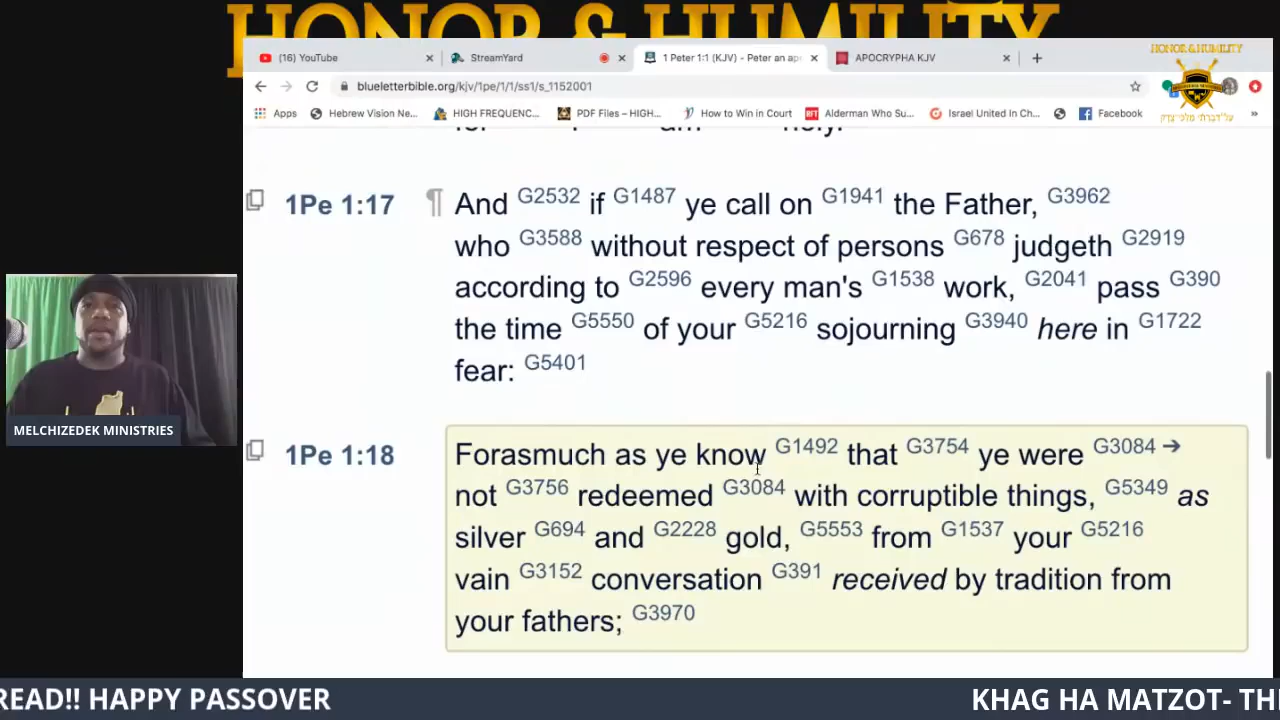 HONOR & HUMILITY
(16) YouTube
StreamYard
1 Peter 1:1 (KJV) - Peter an ap
APOCRYPHA KJV
HONOR & HUMILITY
blueletterbible.org/kjv/1pe/1/1/ss1/s_1152001
Apps
Hebrew Vision Ne...
HIGH FREQUENC...
PDF Files – HIGH...
How to Win in Court
Alderman Who Su...
Israel United In Ch...
Facebook
»
על־דברתי מלכי־צדק
for I am holy.
1Pe 1:17 ¶ And G2532 if G1487 ye call on G1941 the Father, G3962
who G3588 without respect of persons G678 judgeth G2919
according to G2596 every man's G1538 work, G2041 pass G390
the time G5550 of your G5216 sojourning G3940 here in G1722
fear: G5401
1Pe 1:18 Forasmuch as ye know G1492 that G3754 ye were G3084 →
not G3756 redeemed G3084 with corruptible things, G5349 as
silver G694 and G2228 gold, G5553 from G1537 your G5216
vain G3152 conversation G391 received by tradition from
your fathers; G3970
MELCHIZEDEK MINISTRIES
READ!! HAPPY PASSOVER
KHAG HA MATZOT- TH